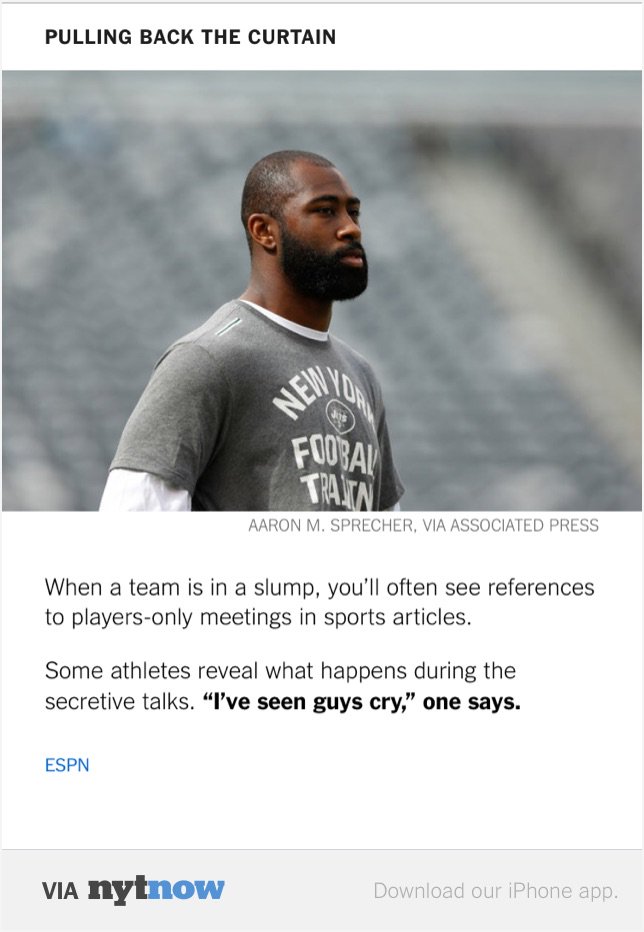 PULLING BACK THE CURTAIN
NEW YORK
JETS
FOOTBALL
TRAININ
AARON M. SPRECHER, VIA ASSOCIATED PRESS
When a team is in a slump, you’ll often see references
to players-only meetings in sports articles.
Some athletes reveal what happens during the
secretive talks. “I’ve seen guys cry,” one says.
ESPN
VIA nytnow
Download our iPhone app.